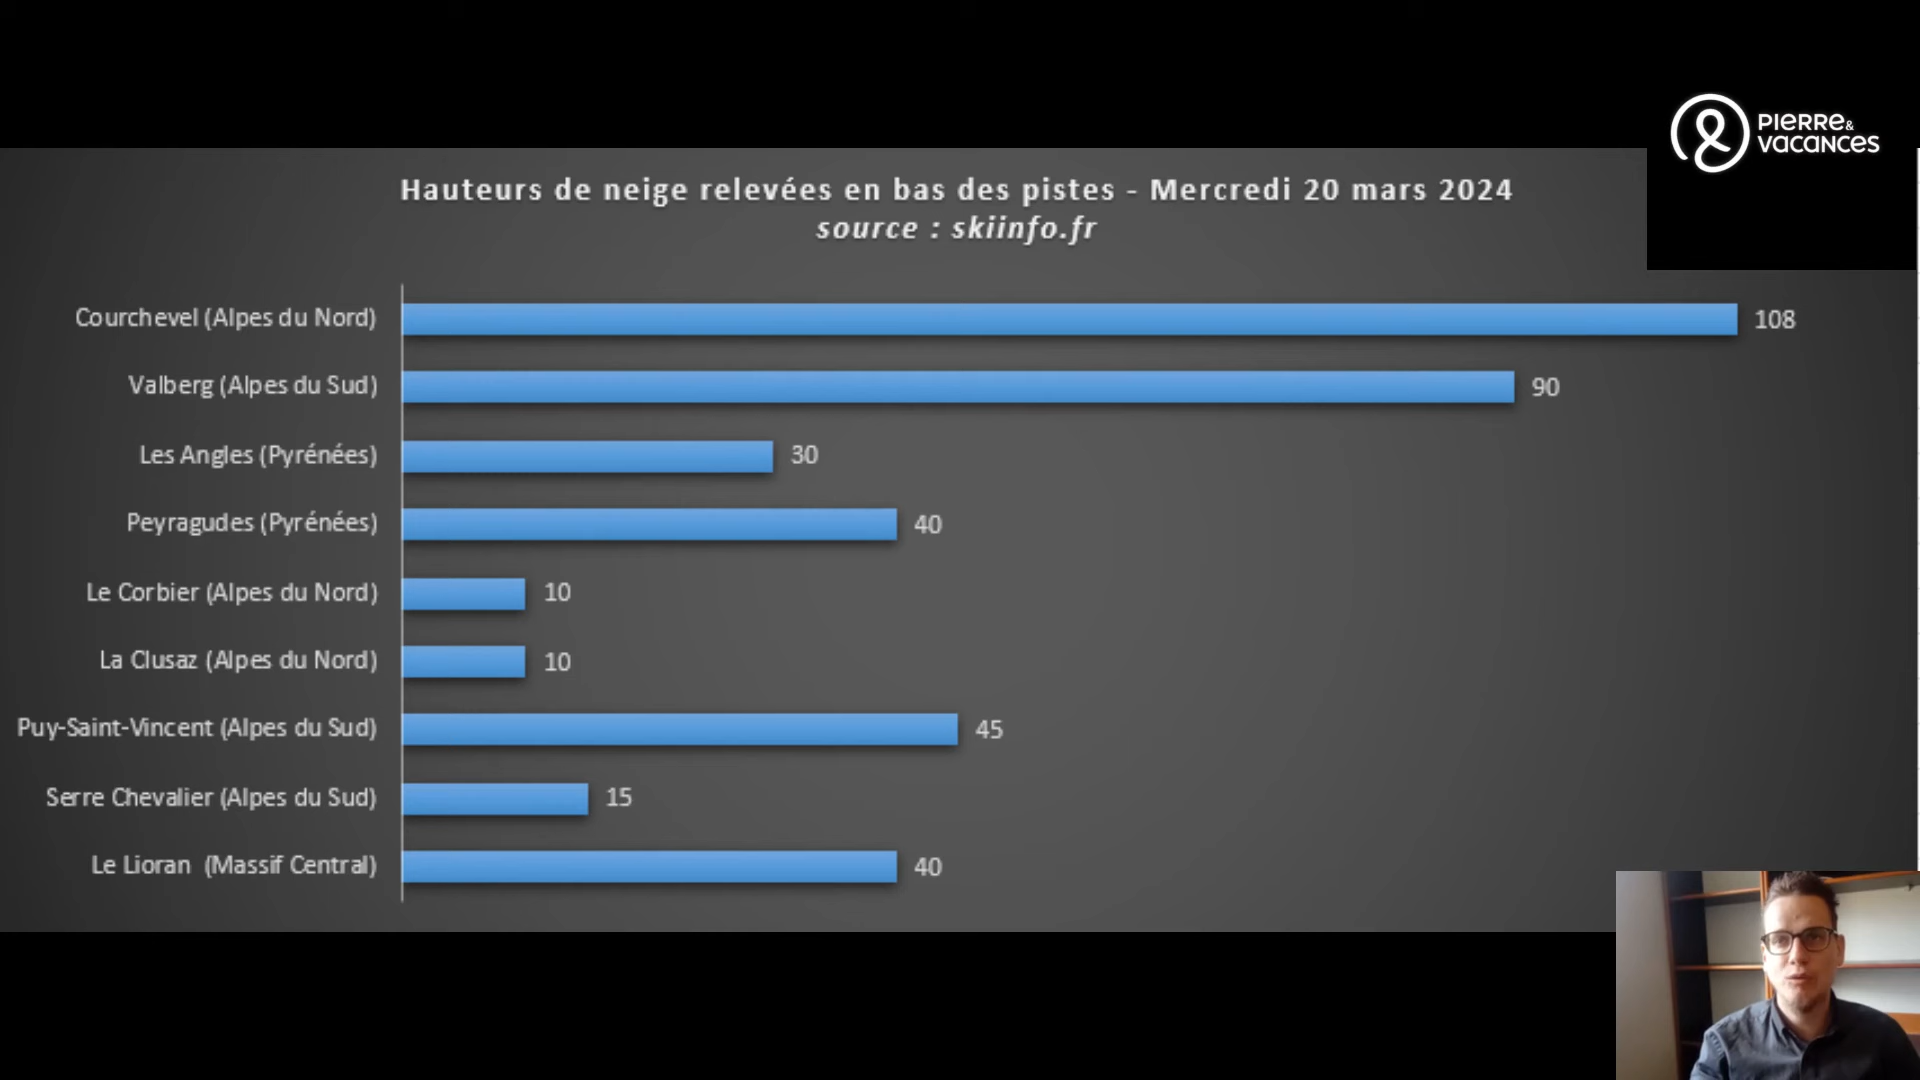 PIERRE&
VACANCES
Hauteurs de neige relevées en bas des pistes - Mercredi 20 mars 2024
source : skiinfo.fr
Courchevel (Alpes du Nord) 108
Valberg (Alpes du Sud) 90
Les Angles (Pyrénées) 30
Peyragudes (Pyrénées) 40
Le Corbier (Alpes du Nord) 10
La Clusaz (Alpes du Nord) 10
Puy-Saint-Vincent (Alpes du Sud) 45
Serre Chevalier (Alpes du Sud) 15
Le Lioran (Massif Central) 40